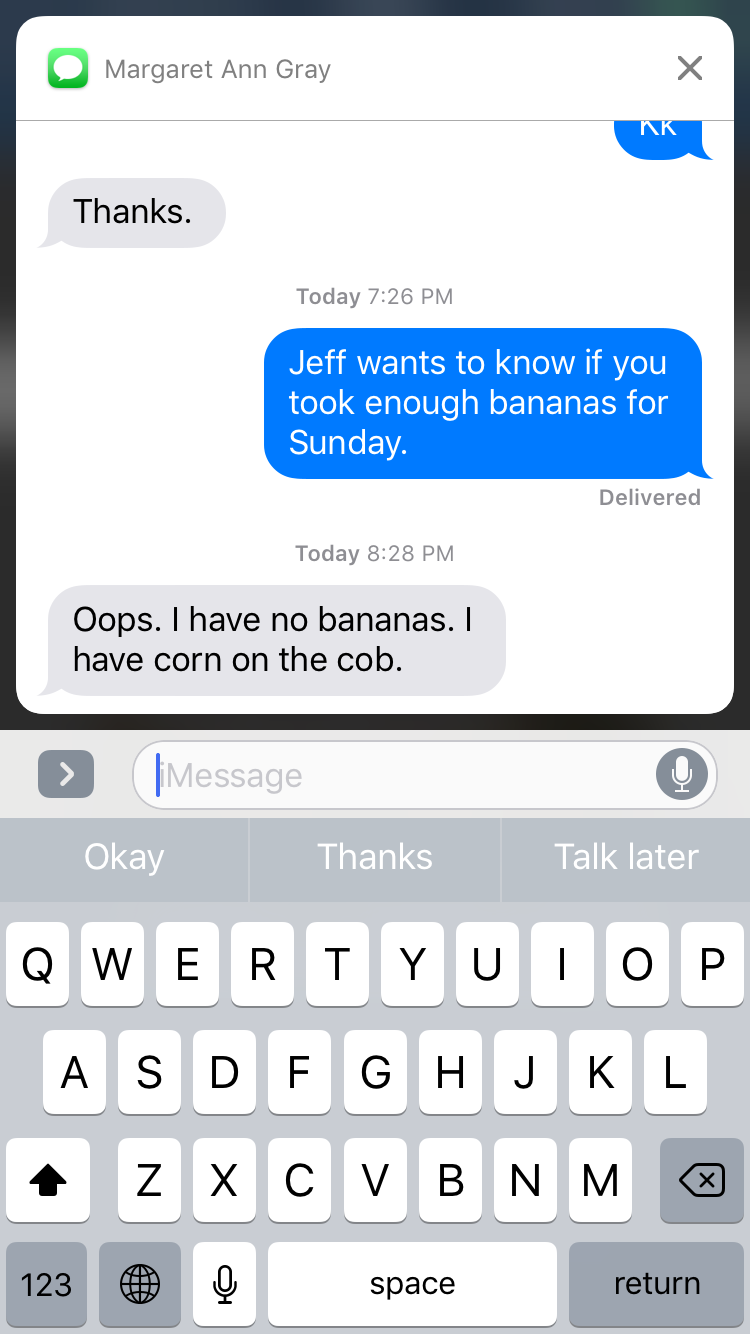 Margaret Ann Gray
Kk
Thanks.
Today 7:26 PM
Jeff wants to know if you
took enough bananas for
Sunday.
Delivered
Today 8:28 PM
Oops. I have no bananas. I
have corn on the cob.
iMessage
Okay Thanks Talk later
Q W E R T Y U I O P
A S D F G H J K L
Z X C V B N M
123 space return